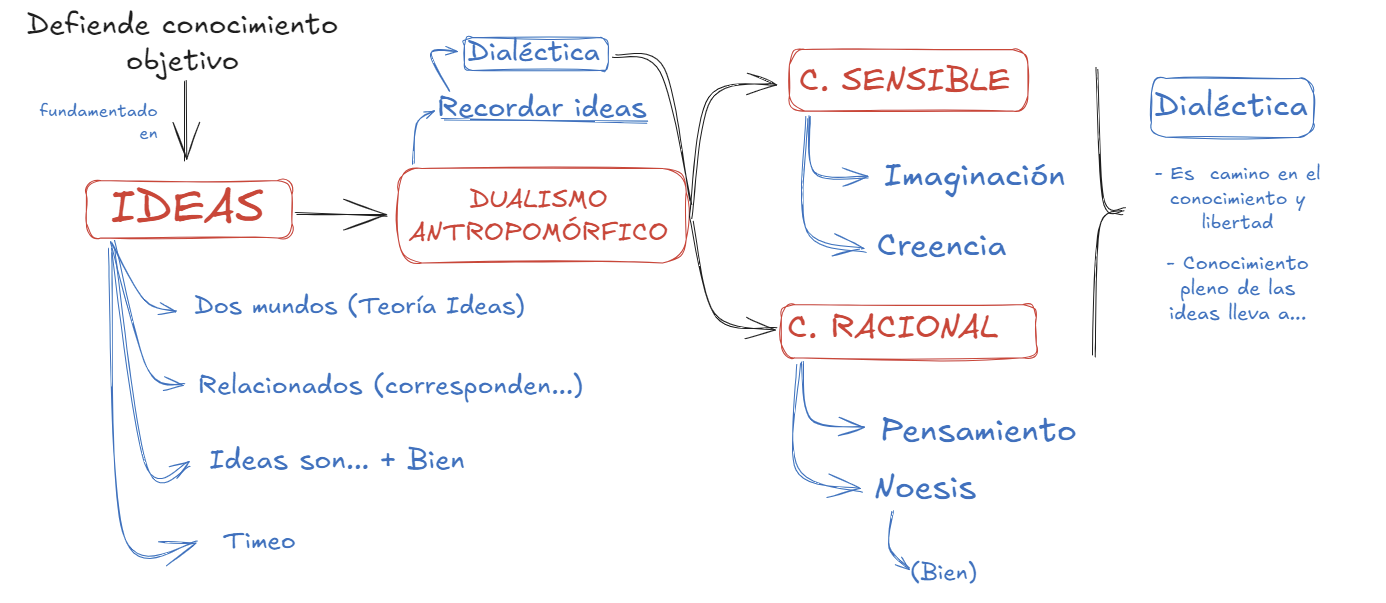 Defiende conocimiento
objetivo
fundamentado
en
IDEAS
Dos mundos (Teoría Ideas)
Relacionados (corresponden...)
Ideas son... + Bien
Timeo
Dialéctica
Recordar ideas
DUALISMO
ANTROPOMÓRFICO
C. SENSIBLE
Imaginación
Creencia
C. RACIONAL
Pensamiento
Noesis
(Bien)
Dialéctica
- Es camino en el
conocimiento y
libertad
- Conocimiento
pleno de las
ideas lleva a...